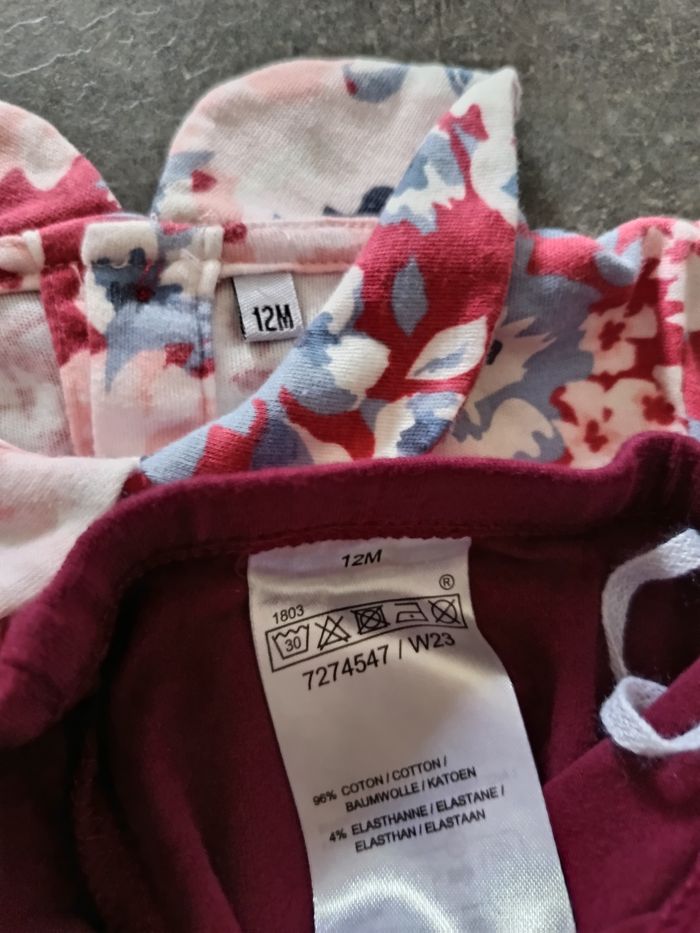 12M
12M
®
1803
30
7274547 / W23
96% COTON / COTTON /
BAUMWOLLE / KATOEN
4% ELASTHANNE / ELASTANE /
ELASTHAN / ELASTAAN